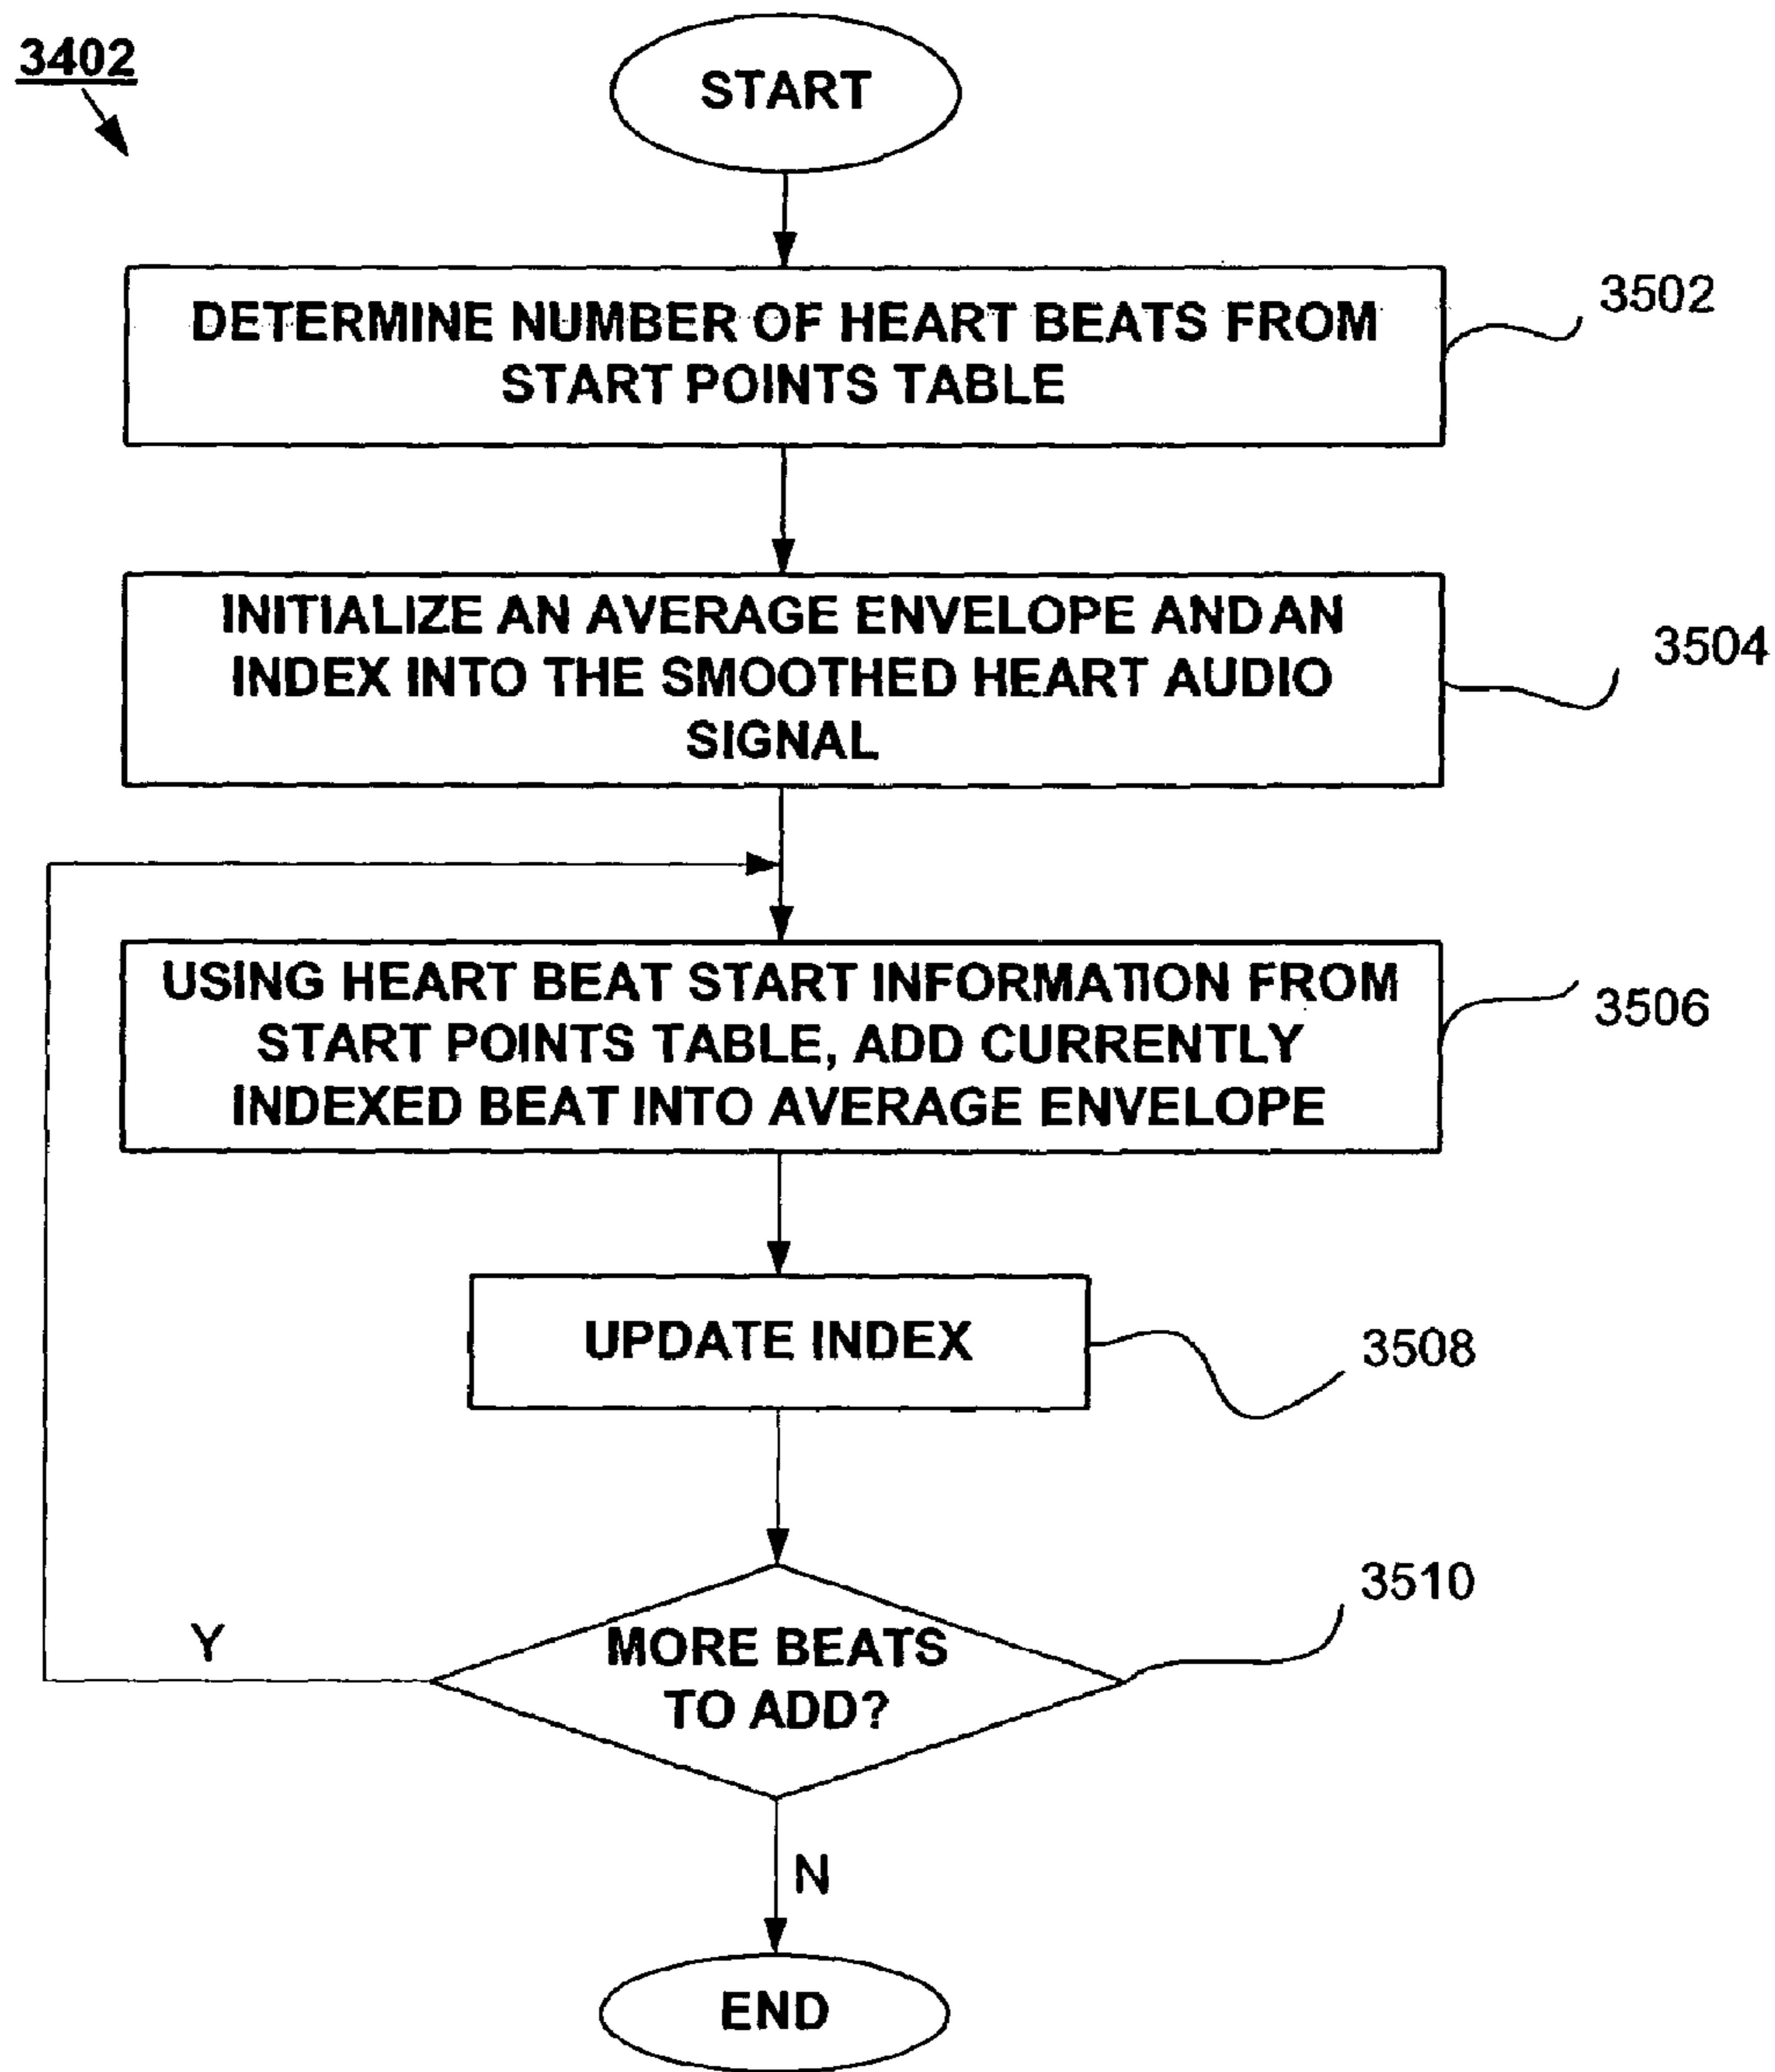 3402
START
DETERMINE NUMBER OF HEART BEATS FROM
START POINTS TABLE
3502
INITIALIZE AN AVERAGE ENVELOPE AND AN
INDEX INTO THE SMOOTHED HEART AUDIO
SIGNAL
3504
USING HEART BEAT START INFORMATION FROM
START POINTS TABLE, ADD CURRENTLY
INDEXED BEAT INTO AVERAGE ENVELOPE
3506
UPDATE INDEX
3508
MORE BEATS
TO ADD?
3510
Y
N
END